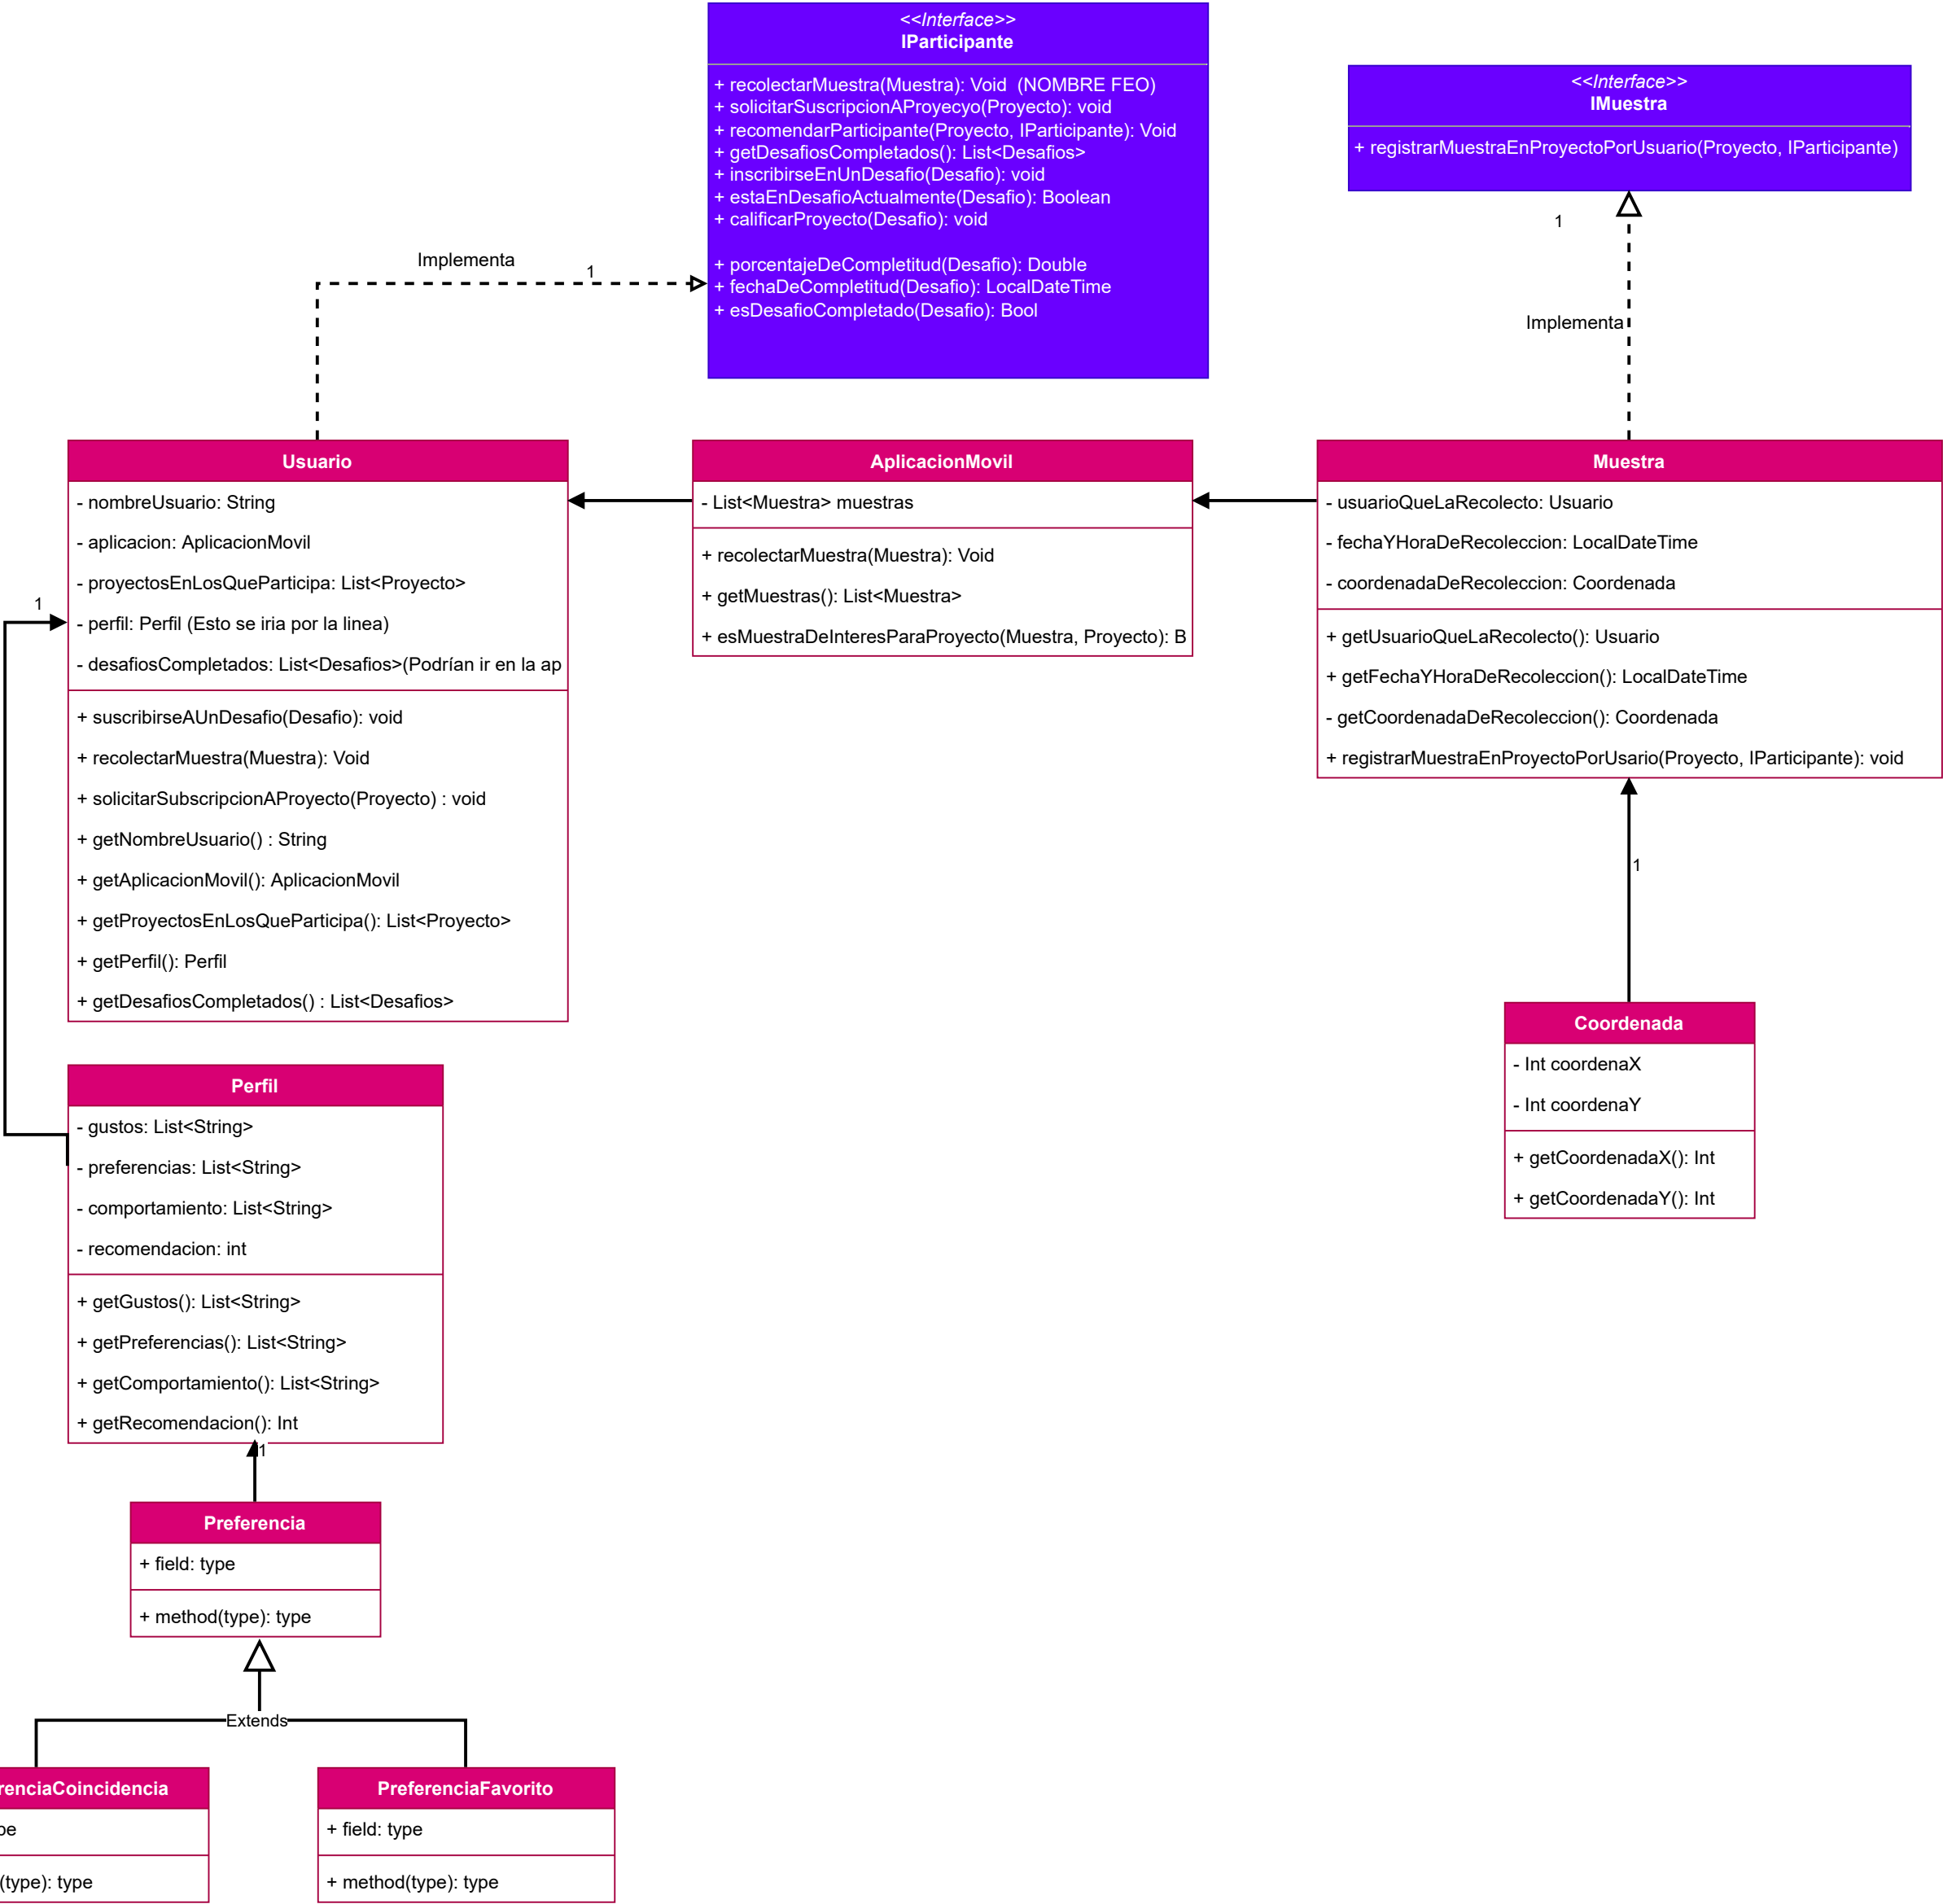 <<Interface>>
IParticipante
+ recolectarMuestra(Muestra): Void  (NOMBRE FEO)
+ solicitarSuscripcionAProyecyo(Proyecto): void
+ recomendarParticipante(Proyecto, IParticipante): Void
+ getDesafiosCompletados(): List<Desafios>
+ inscribirseEnUnDesafio(Desafio): void
+ estaEnDesafioActualmente(Desafio): Boolean
+ calificarProyecto(Desafio): void
+ porcentajeDeCompletitud(Desafio): Double
+ fechaDeCompletitud(Desafio): LocalDateTime
+ esDesafioCompletado(Desafio): Bool
<<Interface>>
IMuestra
+ registrarMuestraEnProyectoPorUsuario(Proyecto, IParticipante)
1
Implementa
1
Implementa
Usuario
- nombreUsuario: String
- aplicacion: AplicacionMovil
- proyectosEnLosQueParticipa: List<Proyecto>
- perfil: Perfil (Esto se iria por la linea)
- desafiosCompletados: List<Desafios>(Podrían ir en la ap
+ suscribirseAUnDesafio(Desafio): void
+ recolectarMuestra(Muestra): Void
+ solicitarSubscripcionAProyecto(Proyecto) : void
+ getNombreUsuario() : String
+ getAplicacionMovil(): AplicacionMovil
+ getProyectosEnLosQueParticipa(): List<Proyecto>
+ getPerfil(): Perfil
+ getDesafiosCompletados() : List<Desafios>
AplicacionMovil
- List<Muestra> muestras
+ recolectarMuestra(Muestra): Void
+ getMuestras(): List<Muestra>
+ esMuestraDeInteresParaProyecto(Muestra, Proyecto): B
Muestra
- usuarioQueLaRecolecto: Usuario
- fechaYHoraDeRecoleccion: LocalDateTime
- coordenadaDeRecoleccion: Coordenada
+ getUsuarioQueLaRecolecto(): Usuario
+ getFechaYHoraDeRecoleccion(): LocalDateTime
- getCoordenadaDeRecoleccion(): Coordenada
+ registrarMuestraEnProyectoPorUsario(Proyecto, IParticipante): void
1
1
Coordenada
- Int coordenaX
- Int coordenaY
+ getCoordenadaX(): Int
+ getCoordenadaY(): Int
Perfil
- gustos: List<String>
- preferencias: List<String>
- comportamiento: List<String>
- recomendacion: int
+ getGustos(): List<String>
+ getPreferencias(): List<String>
+ getComportamiento(): List<String>
+ getRecomendacion(): Int
1
Preferencia
+ field: type
+ method(type): type
Extends
renciaCoincidencia
pe
(type): type
PreferenciaFavorito
+ field: type
+ method(type): type